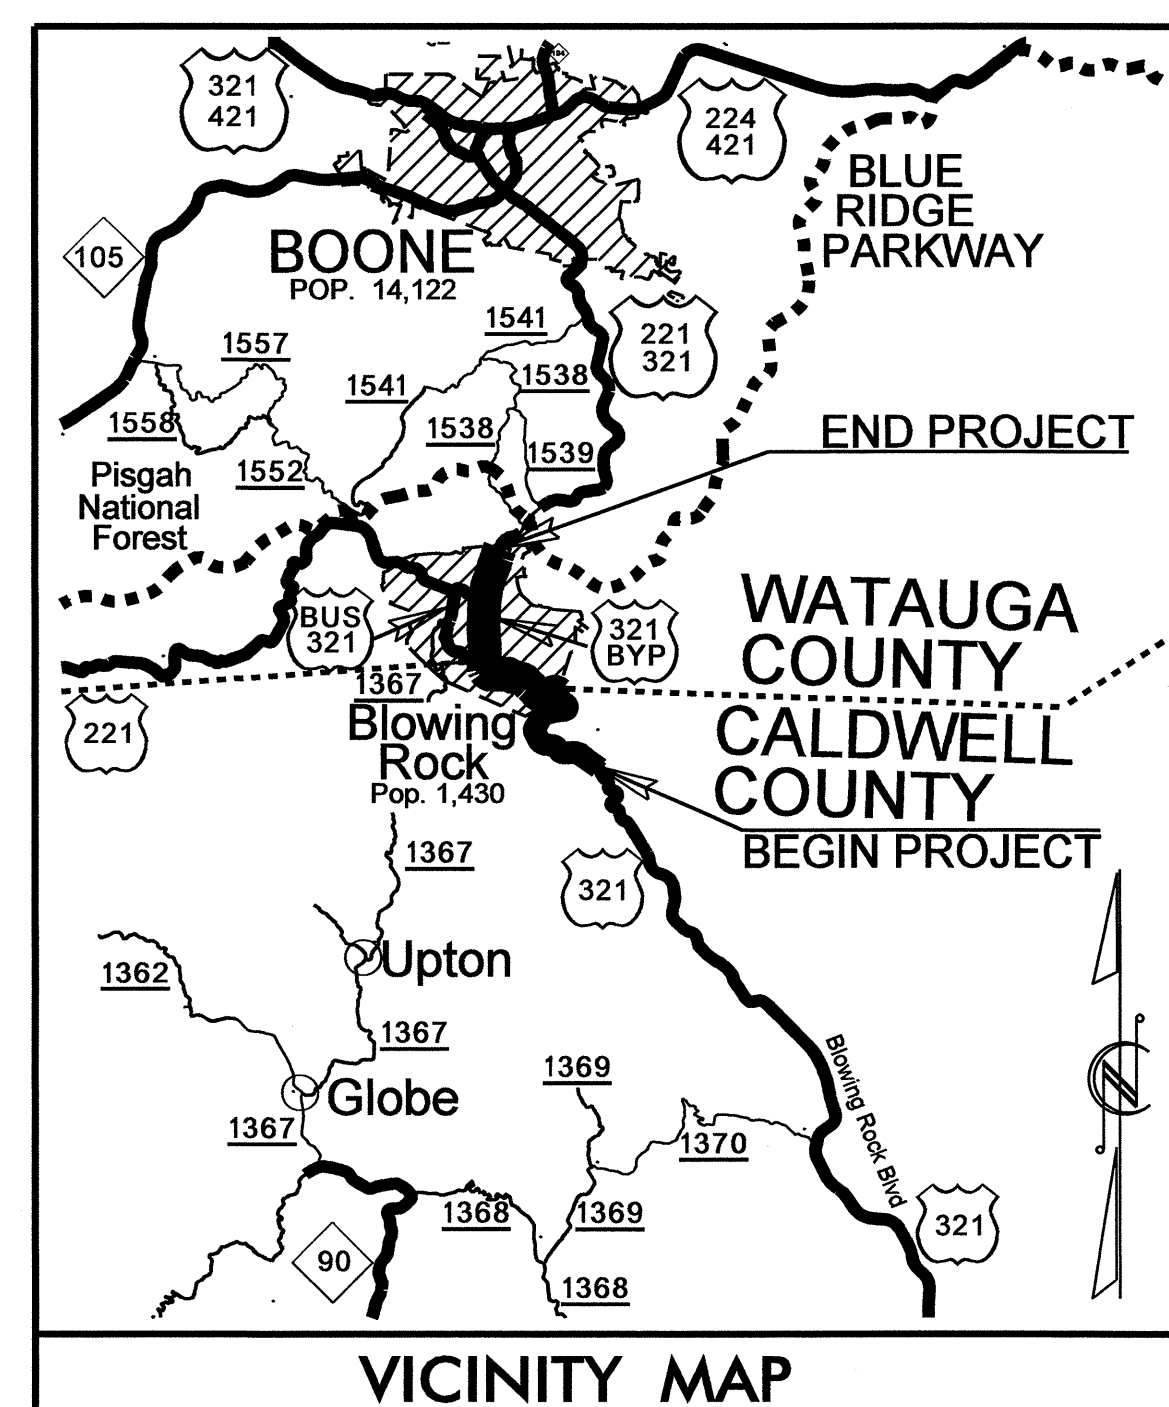 321
421
194
224
421
BLUE
RIDGE
PARKWAY
105
BOONE
POP. 14,122
1541
221
321
1557
1541
1538
1558
1538
END PROJECT
1539
Pisgah
National
Forest
1552
BUS
321
321
BYP
WATAUGA
COUNTY
1367
221
Blowing
Rock
Pop. 1,430
CALDWELL
COUNTY
BEGIN PROJECT
1367
321
Upton
1362
1367
Blowing Rock Blvd
N
1369
Globe
1367
1370
1368
1369
321
90
1368
VICINITY MAP